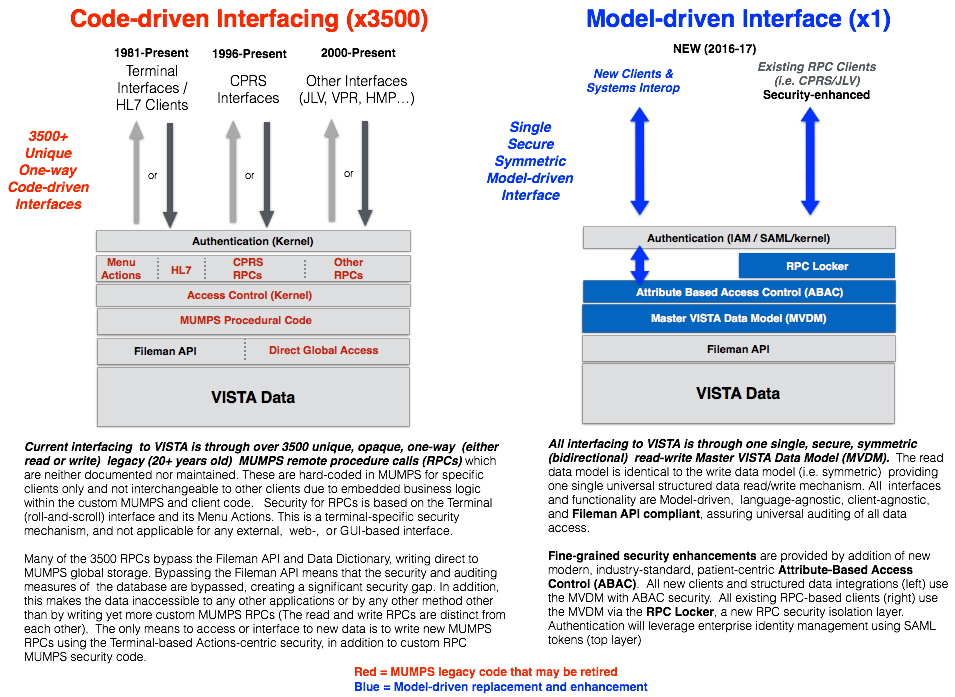 Code-driven Interfacing (x3500)
1981-Present
Terminal
Interfaces /
HL7 Clients
1996-Present
CPRS
Interfaces
2000-Present
Other Interfaces
(JLV, VPR, HMP…)
3500+
Unique
One-way
Code-driven
Interfaces
or
or
or
Authentication (Kernel)
Menu
Actions
HL7
CPRS
RPCs
Other
RPCs
Access Control (Kernel)
MUMPS Procedural Code
Fileman API
Direct Global Access
VISTA Data
Current interfacing to VISTA is through over 3500 unique, opaque, one-way (either
read or write) legacy (20+ years old) MUMPS remote procedure calls (RPCs) which
are neither documented nor maintained. These are hard-coded in MUMPS for specific
clients only and not interchangeable to other clients due to embedded business logic
within the custom MUMPS and client code. Security for RPCs is based on the Terminal
(roll-and-scroll) interface and its Menu Actions. This is a terminal-specific security
mechanism, and not applicable for any external, web-, or GUI-based interface.
Many of the 3500 RPCs bypass the Fileman API and Data Dictionary, writing direct to
MUMPS global storage. Bypassing the Fileman API means that the security and auditing
measures of the database are bypassed, creating a significant security gap. In addition,
this makes the data inaccessible to any other applications or by any other method other
than by writing yet more custom MUMPS RPCs (The read and write RPCs are distinct from
each other). The only means to access or interface to new data is to write new MUMPS
RPCs using the Terminal-based Actions-centric security, in addition to custom RPC
MUMPS security code.
Model-driven Interface (x1)
NEW (2016-17)
New Clients &
Systems Interop
Existing RPC Clients
(i.e. CPRS/JLV)
Security-enhanced
Single
Secure
Symmetric
Model-driven
Interface
Authentication (IAM / SAML/kernel)
RPC Locker
Attribute Based Access Control (ABAC)
Master VISTA Data Model (MVDM)
Fileman API
VISTA Data
All interfacing to VISTA is through one single, secure, symmetric
(bidirectional) read-write Master VISTA Data Model (MVDM). The read
data model is identical to the write data model (i.e. symmetric) providing
one single universal structured data read/write mechanism. All interfaces
and functionality are Model-driven, language-agnostic, client-agnostic,
and Fileman API compliant, assuring universal auditing of all data
access.
Fine-grained security enhancements are provided by addition of new
modern, industry-standard, patient-centric Attribute-Based Access
Control (ABAC). All new clients and structured data integrations (left) use
the MVDM with ABAC security. All existing RPC-based clients (right) use
the MVDM via the RPC Locker, a new RPC security isolation layer.
Authentication will leverage enterprise identity management using SAML
tokens (top layer)
Red = MUMPS legacy code that may be retired
Blue = Model-driven replacement and enhancement